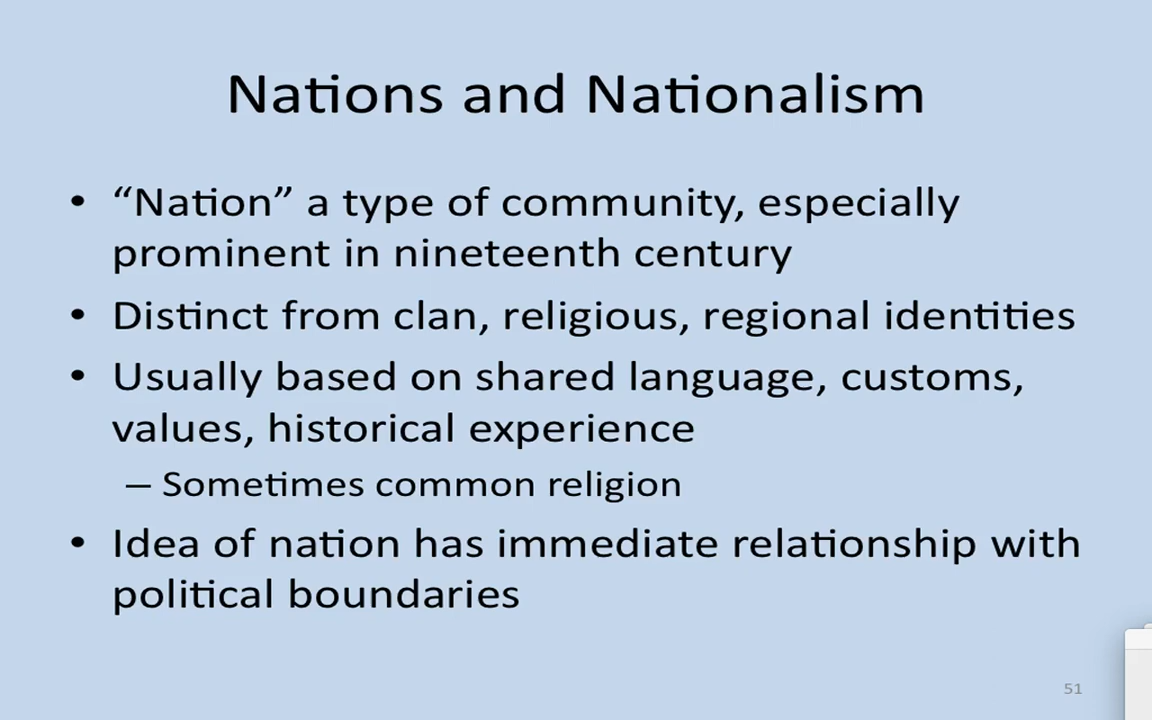 Nations and Nationalism
• “Nation” a type of community, especially
prominent in nineteenth century
• Distinct from clan, religious, regional identities
• Usually based on shared language, customs,
values, historical experience
– Sometimes common religion
• Idea of nation has immediate relationship with
political boundaries
51